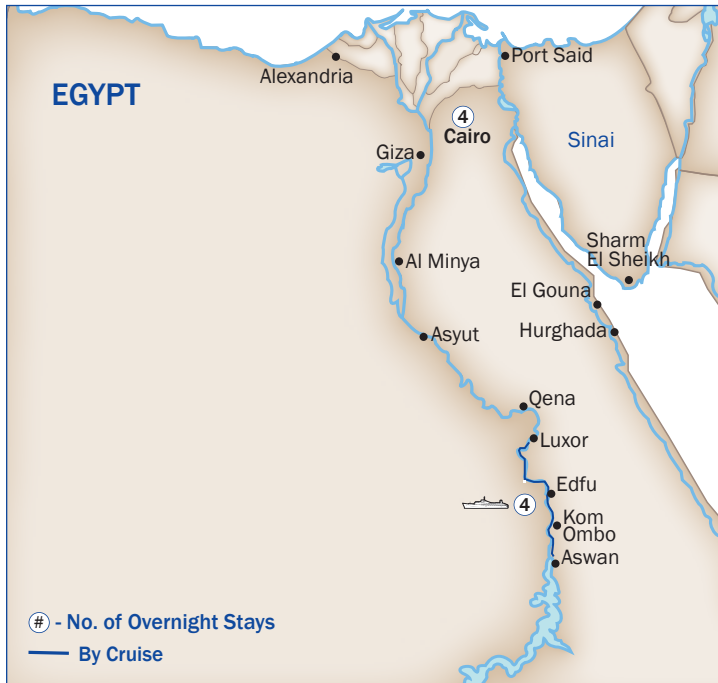 Alexandria
Port Said
EGYPT
4
Cairo
Sinai
Giza
Sharm
El Sheikh
Al Minya
El Gouna
Asyut
Hurghada
Qena
Luxor
Edfu
4
Kom
Ombo
Aswan
# - No. of Overnight Stays
By Cruise